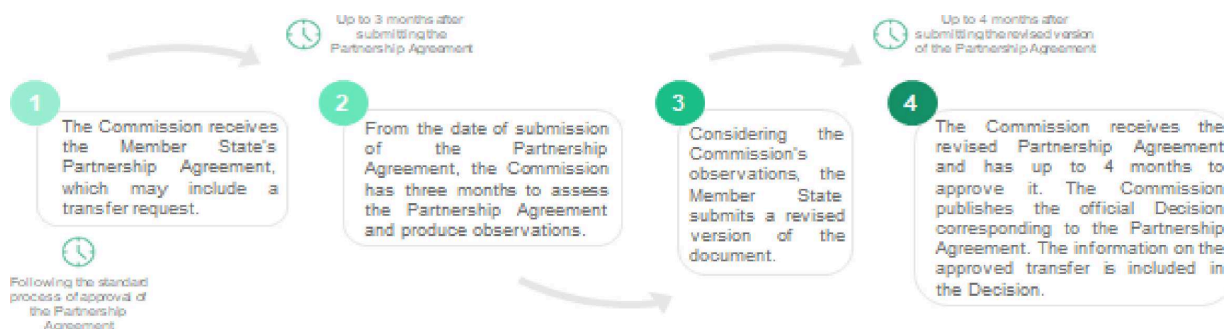 Up to 3 months after
submitting the
Partnership Agreement
Up to 4 months after
submitting the revised version
of the Partnership Agreement
1
The Commission receives
the Member State's
Partnership Agreement,
which may include a
transfer request.
Following the standard
process of approval of
the Partnership
Agreement
2
From the date of submission
of the Partnership
Agreement, the Commission
has three months to assess
the Partnership Agreement
and produce observations.
3
Considering the
Commission's
observations, the
Member State
submits a revised
version of the
document.
4
The Commission receives the
revised Partnership Agreement
and has up to 4 months to
approve it. The Commission
publishes the official Decision
corresponding to the Partnership
Agreement. The information on the
approved transfer is included in
the Decision.